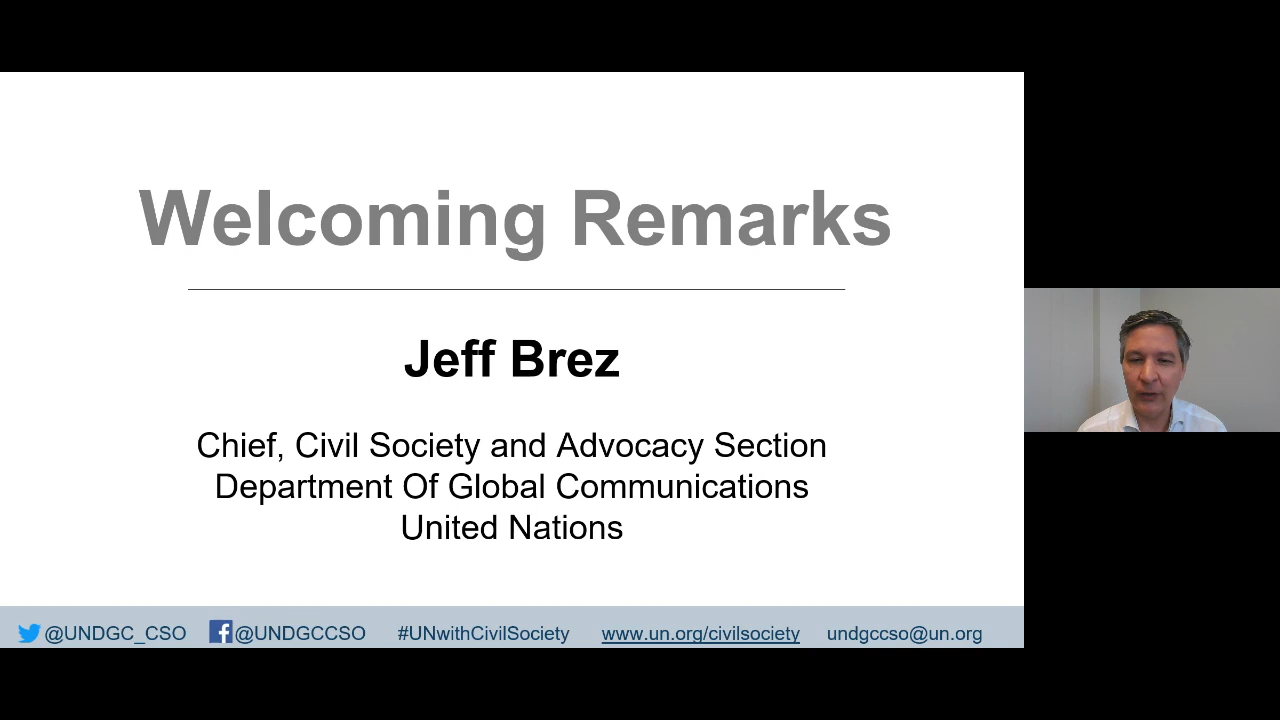 Welcoming Remarks
Jeff Brez
Chief, Civil Society and Advocacy Section
Department Of Global Communications
United Nations
@UNDGC_CSO @UNDGCCSO #UNwithCivilSociety www.un.org/civilsociety undgccso@un.org